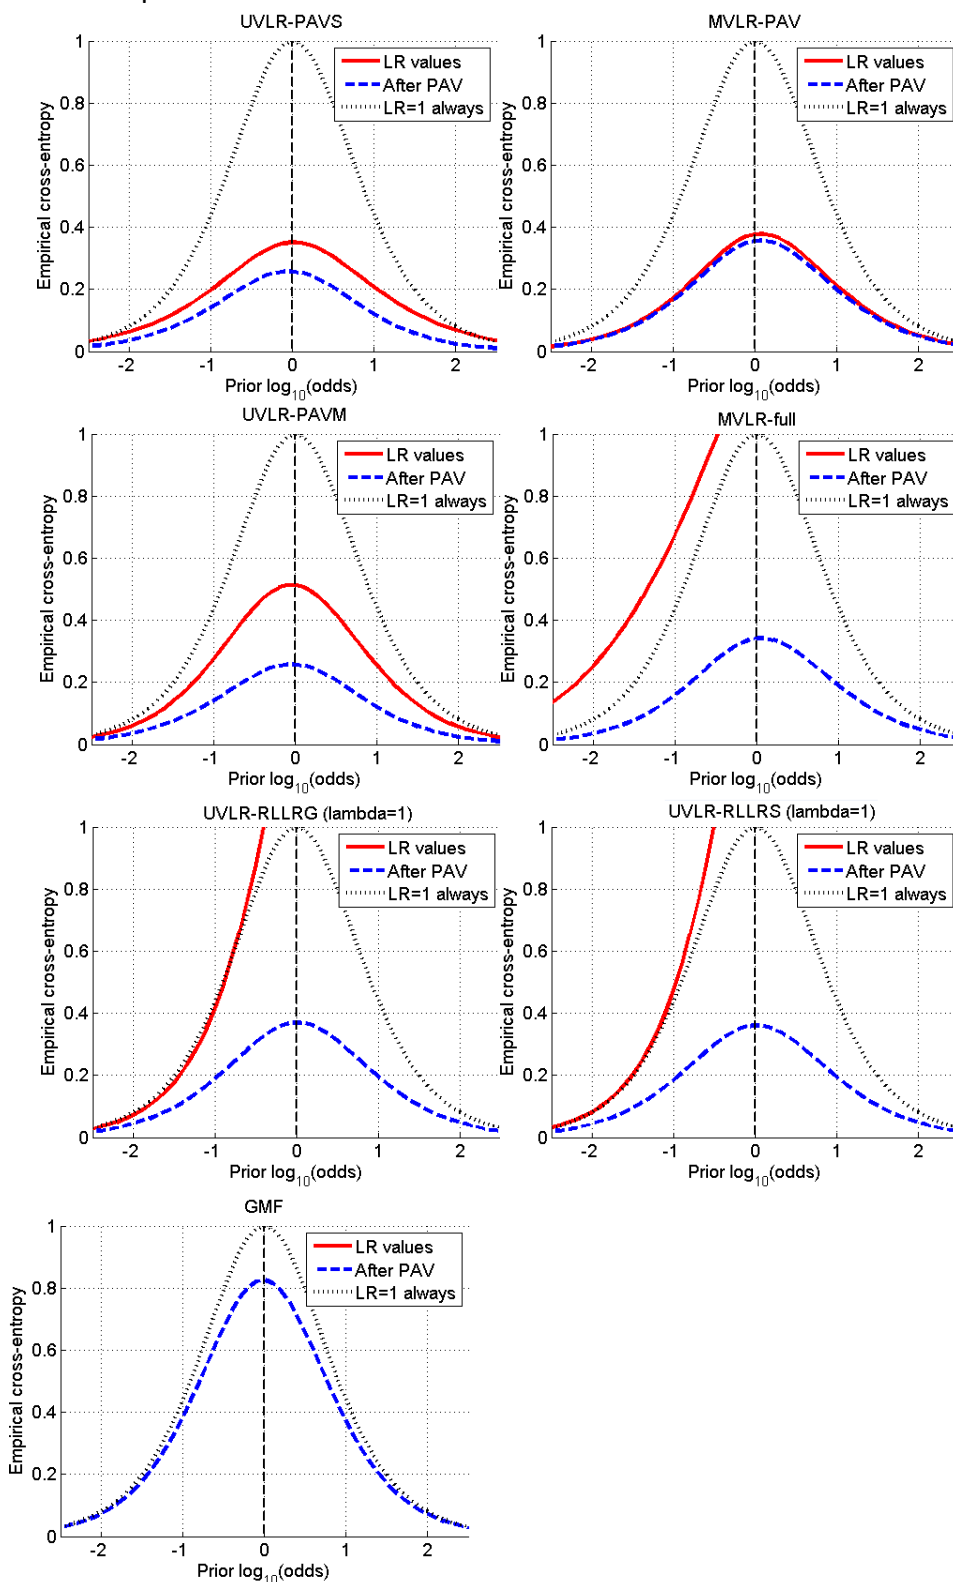 UVLR-PAVS
1
0.8
0.6
0.4
0.2
0
Empirical cross-entropy
LR values
After PAV
LR=1 always
-2 -1 0 1 2
Prior log10(odds)
MVLR-PAV
1
0.8
0.6
0.4
0.2
0
Empirical cross-entropy
LR values
After PAV
LR=1 always
-2 -1 0 1 2
Prior log10(odds)
UVLR-PAVM
1
0.8
0.6
0.4
0.2
0
Empirical cross-entropy
LR values
After PAV
LR=1 always
-2 -1 0 1 2
Prior log10(odds)
MVLR-full
1
0.8
0.6
0.4
0.2
0
Empirical cross-entropy
LR values
After PAV
LR=1 always
-2 -1 0 1 2
Prior log10(odds)
UVLR-RLLRG (lambda=1)
1
0.8
0.6
0.4
0.2
0
Empirical cross-entropy
LR values
After PAV
LR=1 always
-2 -1 0 1 2
Prior log10(odds)
UVLR-RLLRS (lambda=1)
1
0.8
0.6
0.4
0.2
0
Empirical cross-entropy
LR values
After PAV
LR=1 always
-2 -1 0 1 2
Prior log10(odds)
GMF
1
0.8
0.6
0.4
0.2
0
Empirical cross-entropy
LR values
After PAV
LR=1 always
-2 -1 0 1 2
Prior log10(odds)